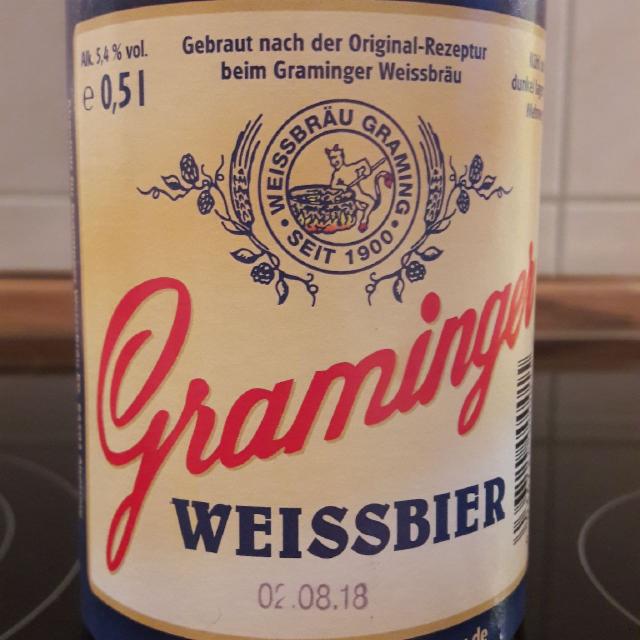 Alk. 5,4 % vol.
e 0,5 l
Gebraut nach der Original-Rezeptur
beim Graminger Weissbräu
WEISSBRÄU GRAMING
• SEIT 1900 •
Graminger
WEISSBIER
02.08.18